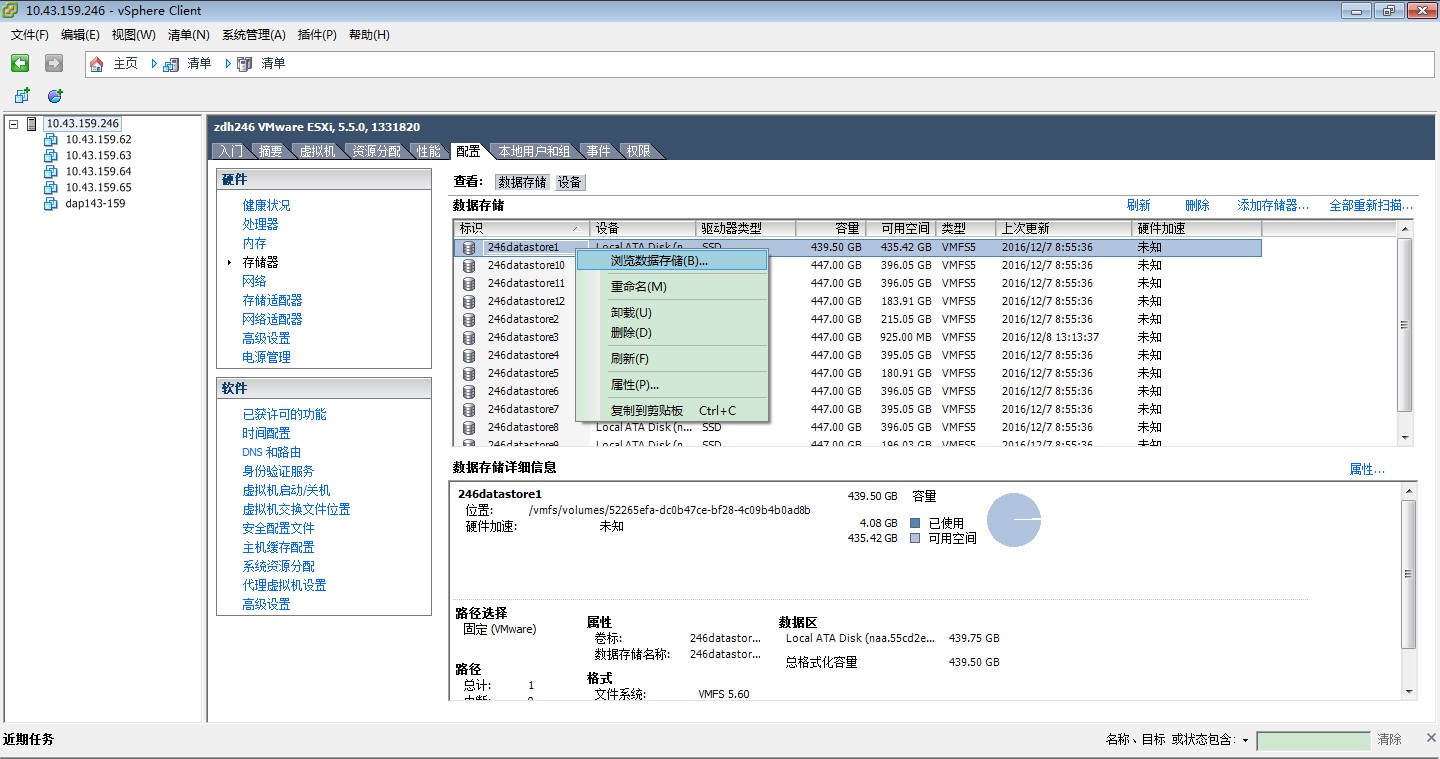 10.43.159.246 - vSphere Client
文件(F) 编辑(E) 视图(W) 清单(N) 系统管理(A) 插件(P) 帮助(H)
主页 清单 清单
10.43.159.246
10.43.159.62
10.43.159.63
10.43.159.64
10.43.159.65
dap143-159
zdh246 VMware ESXi, 5.5.0, 1331820
入门 摘要 虚拟机 资源分配 性能 配置 本地用户和组 事件 权限
硬件
健康状况
处理器
内存
存储器
网络
存储适配器
网络适配器
高级设置
电源管理
软件
已获许可的功能
时间配置
DNS 和路由
身份验证服务
虚拟机启动/关机
虚拟机交换文件位置
安全配置文件
主机缓存配置
系统资源分配
代理虚拟机设置
高级设置
查看: 数据存储 设备
数据存储 刷新 删除 添加存储器... 全部重新扫描...
标识 设备 驱动器类型 容量 可用空间 类型 上次更新 硬件加速
246datastore1 Local ATA Disk (n... SSD 439.50 GB 435.42 GB VMFS5 2016/12/7 8:55:36 未知
246datastore10 447.00 GB 396.05 GB VMFS5 2016/12/7 8:55:36 未知
246datastore11 447.00 GB 396.05 GB VMFS5 2016/12/7 8:55:36 未知
246datastore12 447.00 GB 183.91 GB VMFS5 2016/12/7 8:55:36 未知
246datastore2 447.00 GB 215.05 GB VMFS5 2016/12/7 8:55:36 未知
246datastore3 447.00 GB 925.00 MB VMFS5 2016/12/8 13:13:37 未知
246datastore4 447.00 GB 396.05 GB VMFS5 2016/12/7 8:55:36 未知
246datastore5 447.00 GB 180.91 GB VMFS5 2016/12/7 8:55:36 未知
246datastore6 447.00 GB 396.05 GB VMFS5 2016/12/7 8:55:36 未知
246datastore7 447.00 GB 395.05 GB VMFS5 2016/12/7 8:55:36 未知
246datastore8 Local ATA Disk (n... SSD 447.00 GB 396.05 GB VMFS5 2016/12/7 8:55:36 未知
246datastore9 Local ATA Disk (n... SSD 447.00 GB 196.03 GB VMFS5 2016/12/7 8:55:36 未知
浏览数据存储(B)...
重命名(M)
卸载(U)
删除(D)
刷新(F)
属性(P)...
复制到剪贴板 Ctrl+C
数据存储详细信息 属性...
246datastore1 439.50 GB 容量
位置: /vmfs/volumes/52265efa-dc0b47ce-bf28-4c09b4b0ad8b
硬件加速: 未知
4.08 GB 已使用
435.42 GB 可用空间
路径选择
固定 (VMware)
路径
总计: 1
属性
卷标: 246datastor...
数据存储名称: 246datastor...
格式
文件系统: VMFS 5.60
数据区
Local ATA Disk (naa.55cd2e... 439.75 GB
总格式化容量 439.50 GB
近期任务 名称、目标 或状态包含: 清除